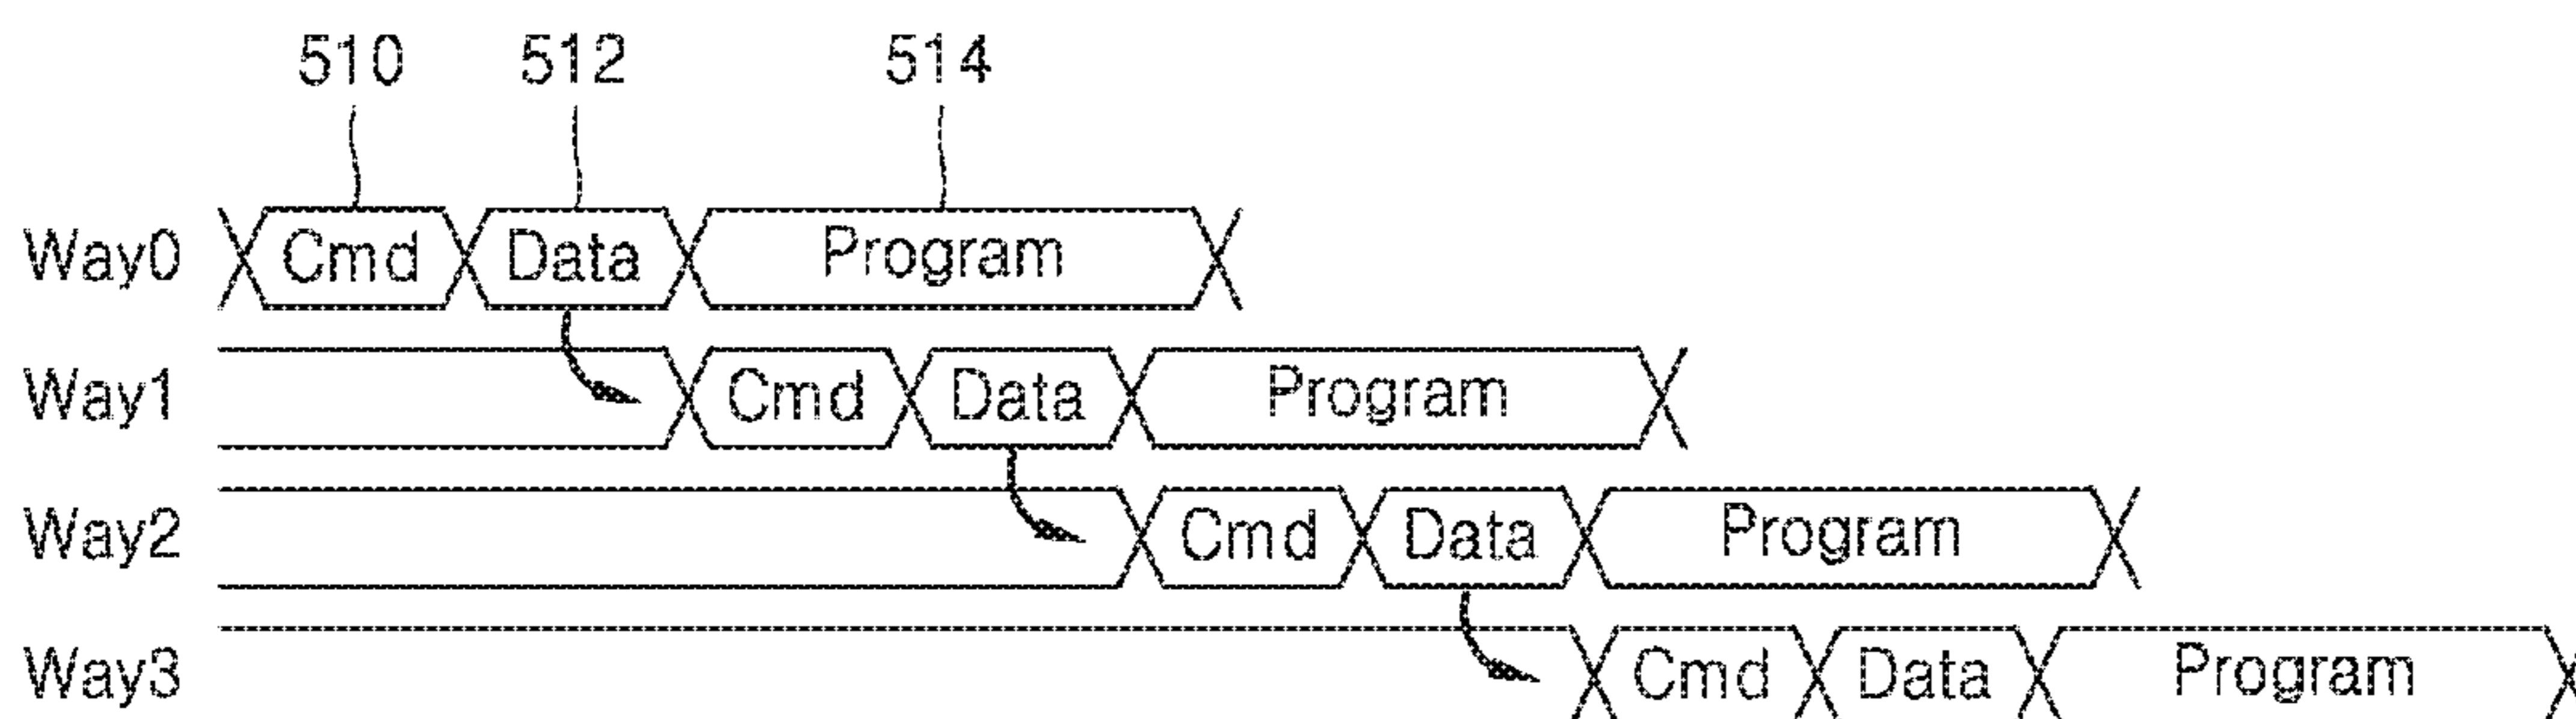 510 512 514
Way0 Cmd Data Program
Way1 Cmd Data Program
Way2 Cmd Data Program
Way3 Cmd Data Program